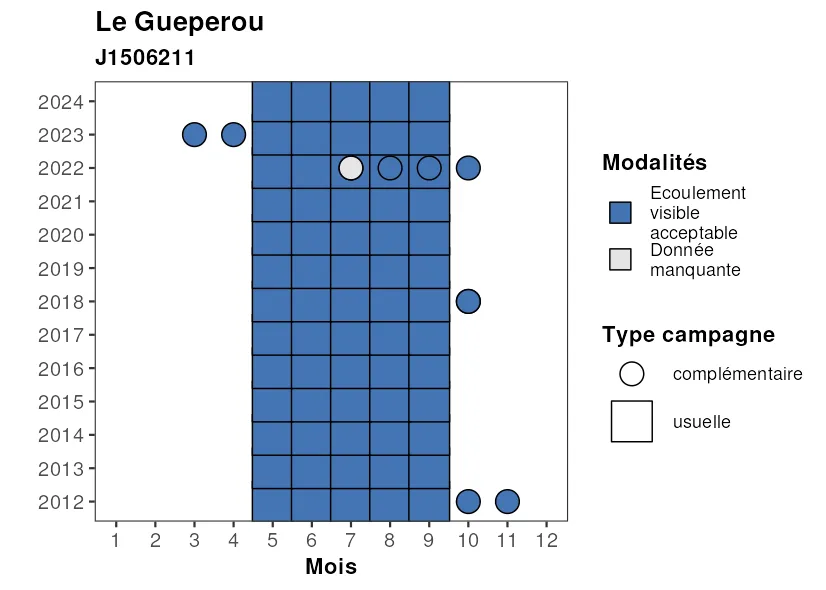 Le Gueperou
J1506211
2024
2023
2022
2021
2020
2019
2018
2017
2016
2015
2014
2013
2012
1 2 3 4 5 6 7 8 9 10 11 12
Mois
Modalités
Ecoulement
visible
acceptable
Donnée
manquante
Type campagne
complémentaire
usuelle